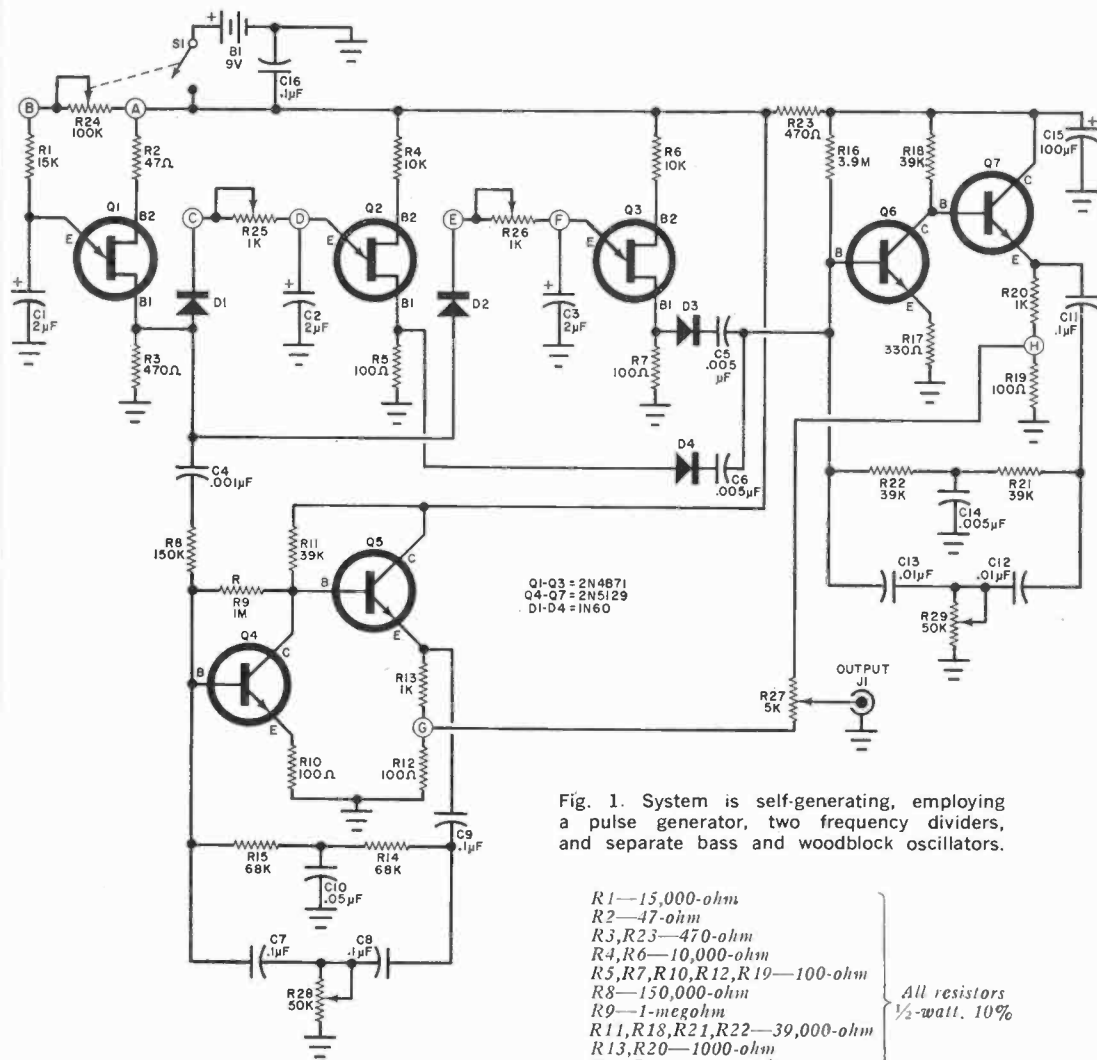 S1
+
B1
9V
C16
.1µF
B
R24
100K
A
R1
15K
R2
47Ω
R4
10K
R6
10K
R23
470Ω
R16
3.9M
R18
39K
Q7
C15
100µF
+
Q1
B2
E
B1
C
R25
1K
D
Q2
B2
E
B1
E
R26
1K
F
Q3
B2
E
B1
Q6
B
C
E
B
C
E
+
C1
2µF
D1
+
C2
2µF
D2
+
C3
2µF
D3
C5
.005
µF
R3
470Ω
R5
100Ω
R7
100Ω
R17
330Ω
R20
1K
H
R19
100Ω
C11
.1µF
D4
C6
.005µF
C4
.001µF
R22
39K
R21
39K
C14
.005µF
C13
.01µF
C12
.01µF
R29
50K
R8
150K
R11
39K
Q5
B
C
E
R
R9
1M
Q1-Q3 = 2N4871
Q4-Q7 = 2N5129
D1-D4 = 1N60
Q4
B
C
E
R13
1K
G
R10
100Ω
R12
100Ω
R27
5K
OUTPUT
J1
C9
.1µF
R15
68K
R14
68K
C10
.05µF
C7
.1µF
C8
.1µF
R28
50K
Fig. 1. System is self-generating, employing
a pulse generator, two frequency dividers,
and separate bass and woodblock oscillators.
R1—15,000-ohm
R2—47-ohm
R3,R23—470-ohm
R4,R6—10,000-ohm
R5,R7,R10,R12,R19—100-ohm
R8—150,000-ohm
R9—1-megohm
R11,R18,R21,R22—39,000-ohm
R13,R20—1000-ohm
All resistors
½-watt, 10%